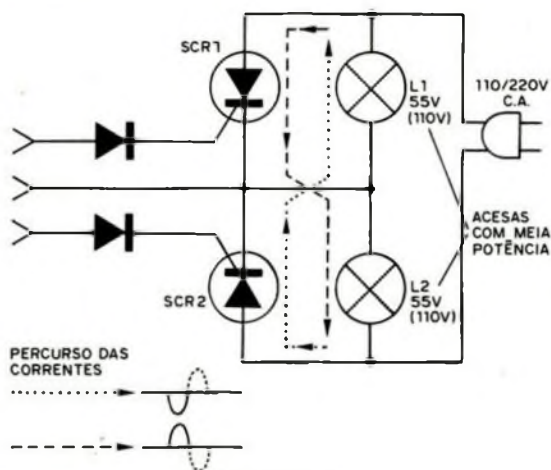 SCR1
L1
55V
(110V)
110/220V
C.A.
ACESAS
COM MEIA
POTÊNCIA
SCR2
L2
55V
(110V)
PERCURSO DAS
CORRENTES